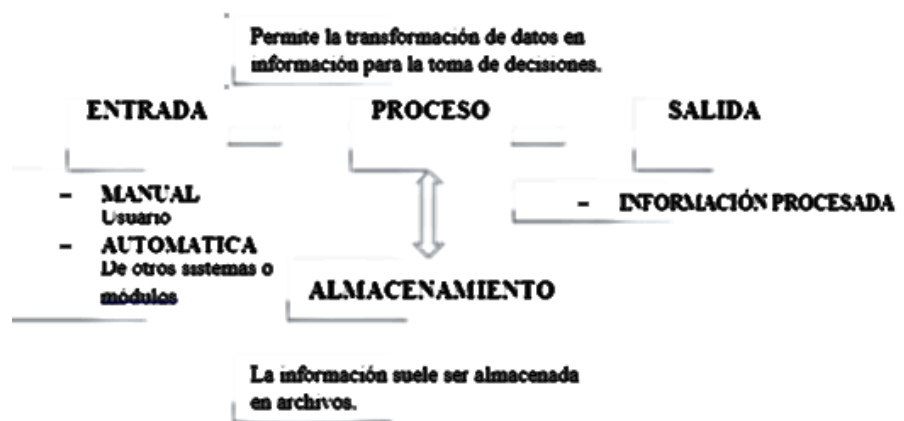 Permite la transformación de datos en
información para la toma de decisiones.
ENTRADA
PROCESO
SALIDA
- MANUAL
Usuario
- AUTOMATICA
De otros sistemas o
módulos
- INFORMACIÓN PROCESADA
ALMACENAMIENTO
La información suele ser almacenada
en archivos.